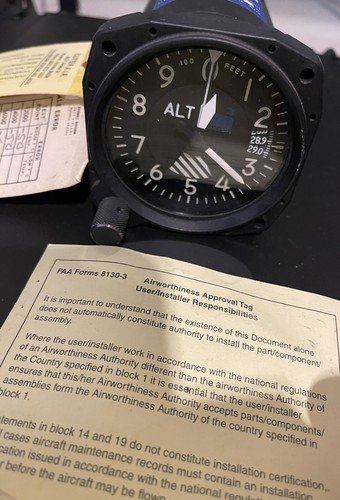 100
FEET
0
1
2
3
4
5
6
7
8
9
ALT
28.9
29.0
FAA Forms 8130-3
Airworthiness Approval Tag
User/Installer Responsibilities
It is important to understand that the existence of this Document alone
does not automatically constitute authority to install the part/component/
assembly.
Where the user/installer work in accordance with the national regulations
of an Airworthiness Authority different than the airworthiness Authority of
the Country specified in block 1 it is essential that the user/installer
ensures that this/her Airworthiness Authority accepts parts/components/
assemblies form the Airworthiness Authority of the country specified in
block 1.
tements in block 14 and 19 do not constitute installation certification.
cases aircraft maintenance records must contain an installation
cation issued in accordance with the national regulations
before the aircraft may be flown